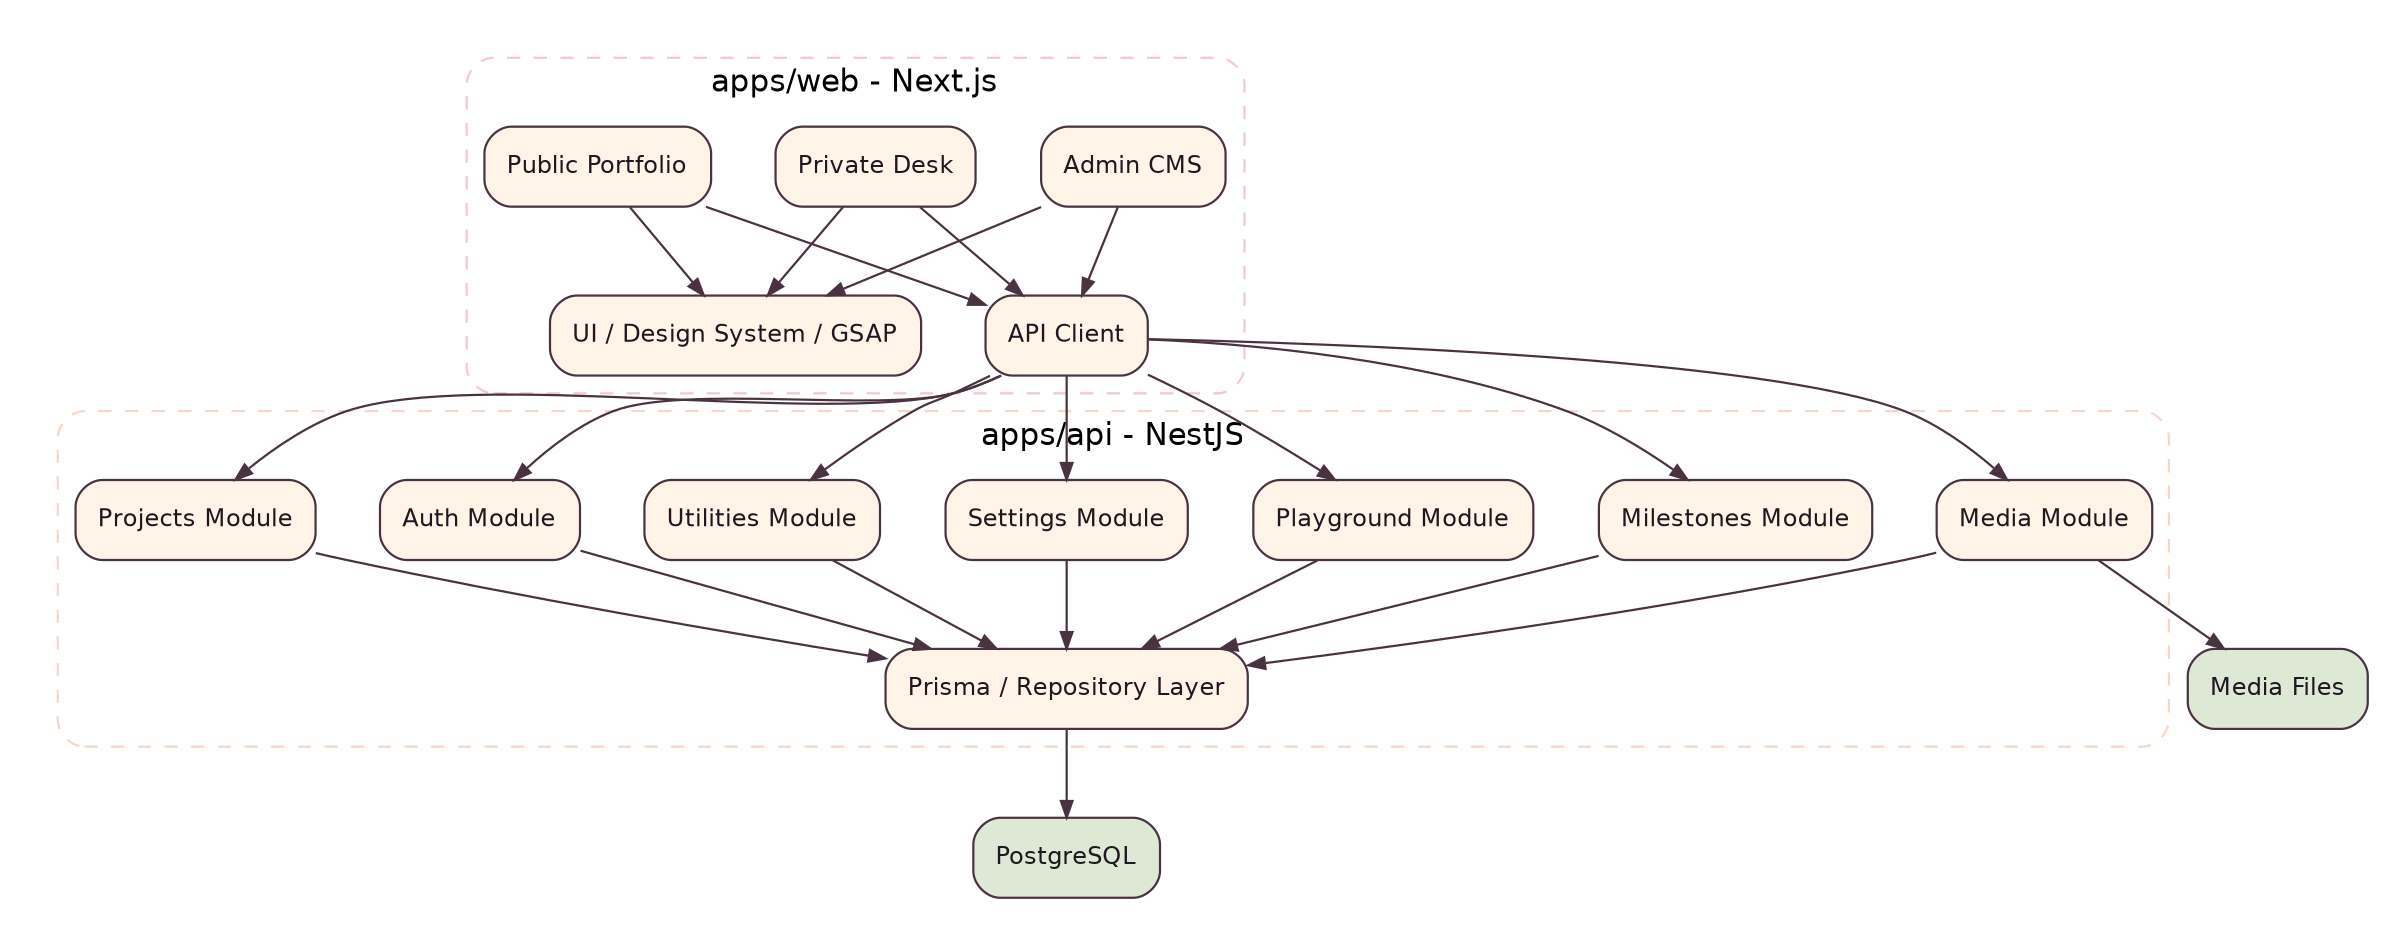 apps/web - Next.js
Public Portfolio
Private Desk
Admin CMS
UI / Design System / GSAP
API Client
apps/api - NestJS
Projects Module
Auth Module
Utilities Module
Settings Module
Playground Module
Milestones Module
Media Module
Prisma / Repository Layer
Media Files
PostgreSQL